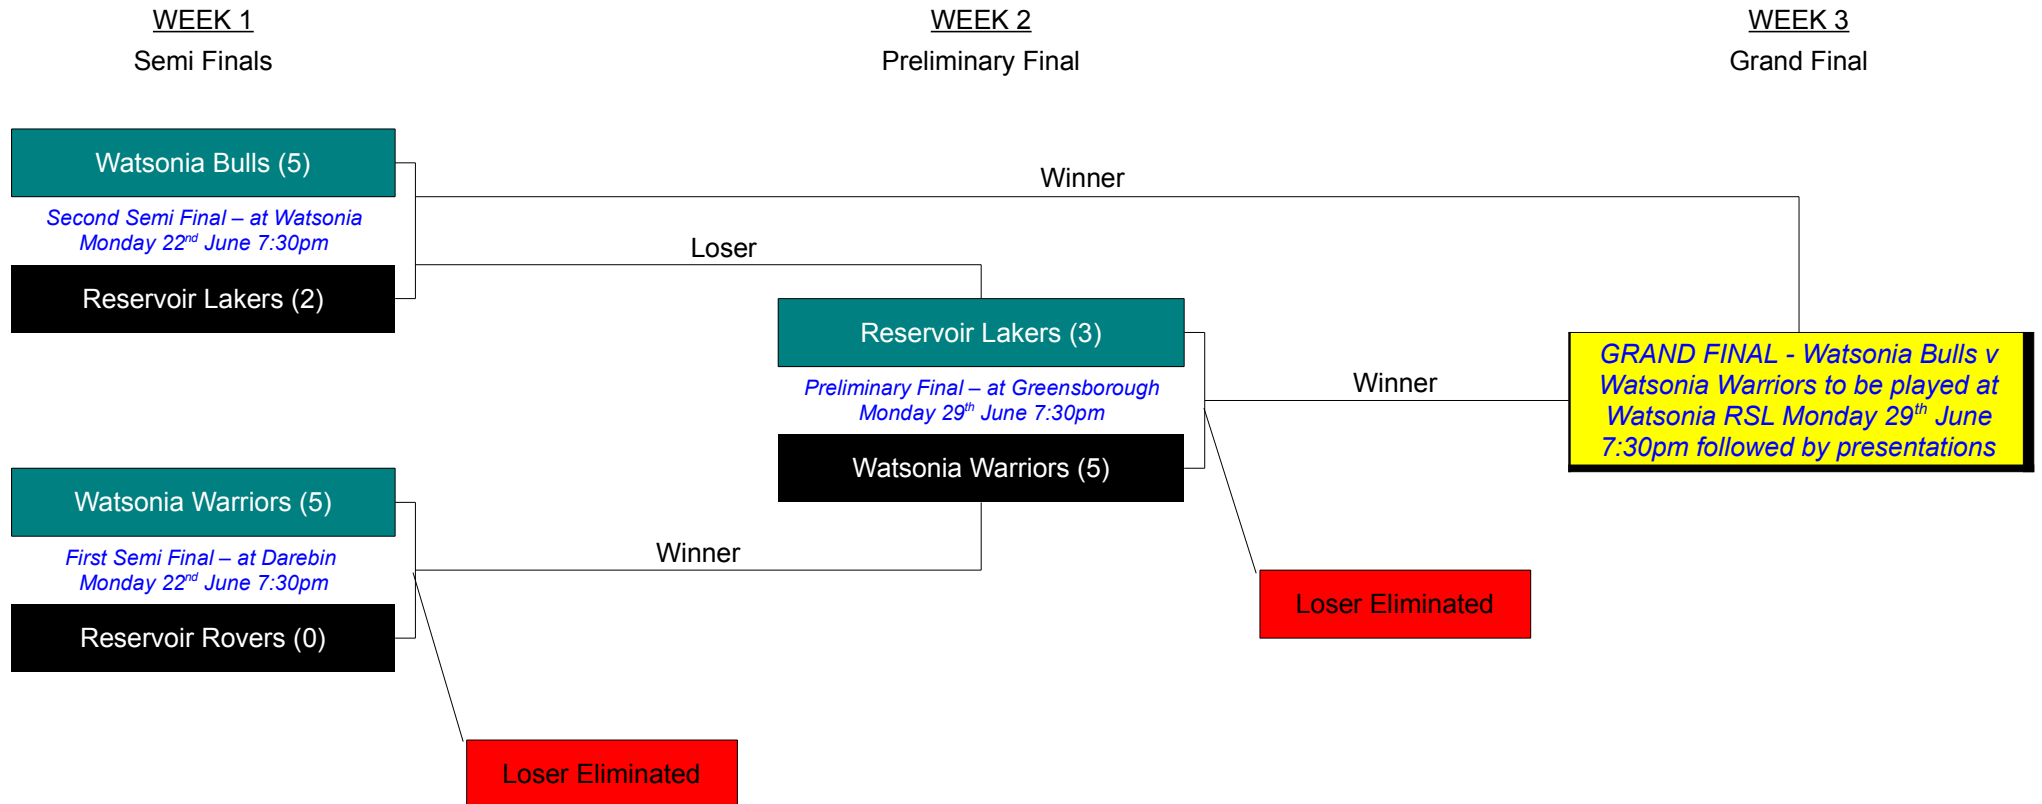 WEEK 1
Semi Finals
WEEK 2
Preliminary Final
WEEK 3
Grand Final
Watsonia Bulls (5)
Second Semi Final – at Watsonia
Monday 22nd June 7:30pm
Reservoir Lakers (2)
Winner
Loser
Reservoir Lakers (3)
Preliminary Final – at Greensborough
Monday 29th June 7:30pm
Watsonia Warriors (5)
Winner
GRAND FINAL - Watsonia Bulls v
Watsonia Warriors to be played at
Watsonia RSL Monday 29th June
7:30pm followed by presentations
Watsonia Warriors (5)
First Semi Final – at Darebin
Monday 22nd June 7:30pm
Reservoir Rovers (0)
Winner
Loser Eliminated
Loser Eliminated